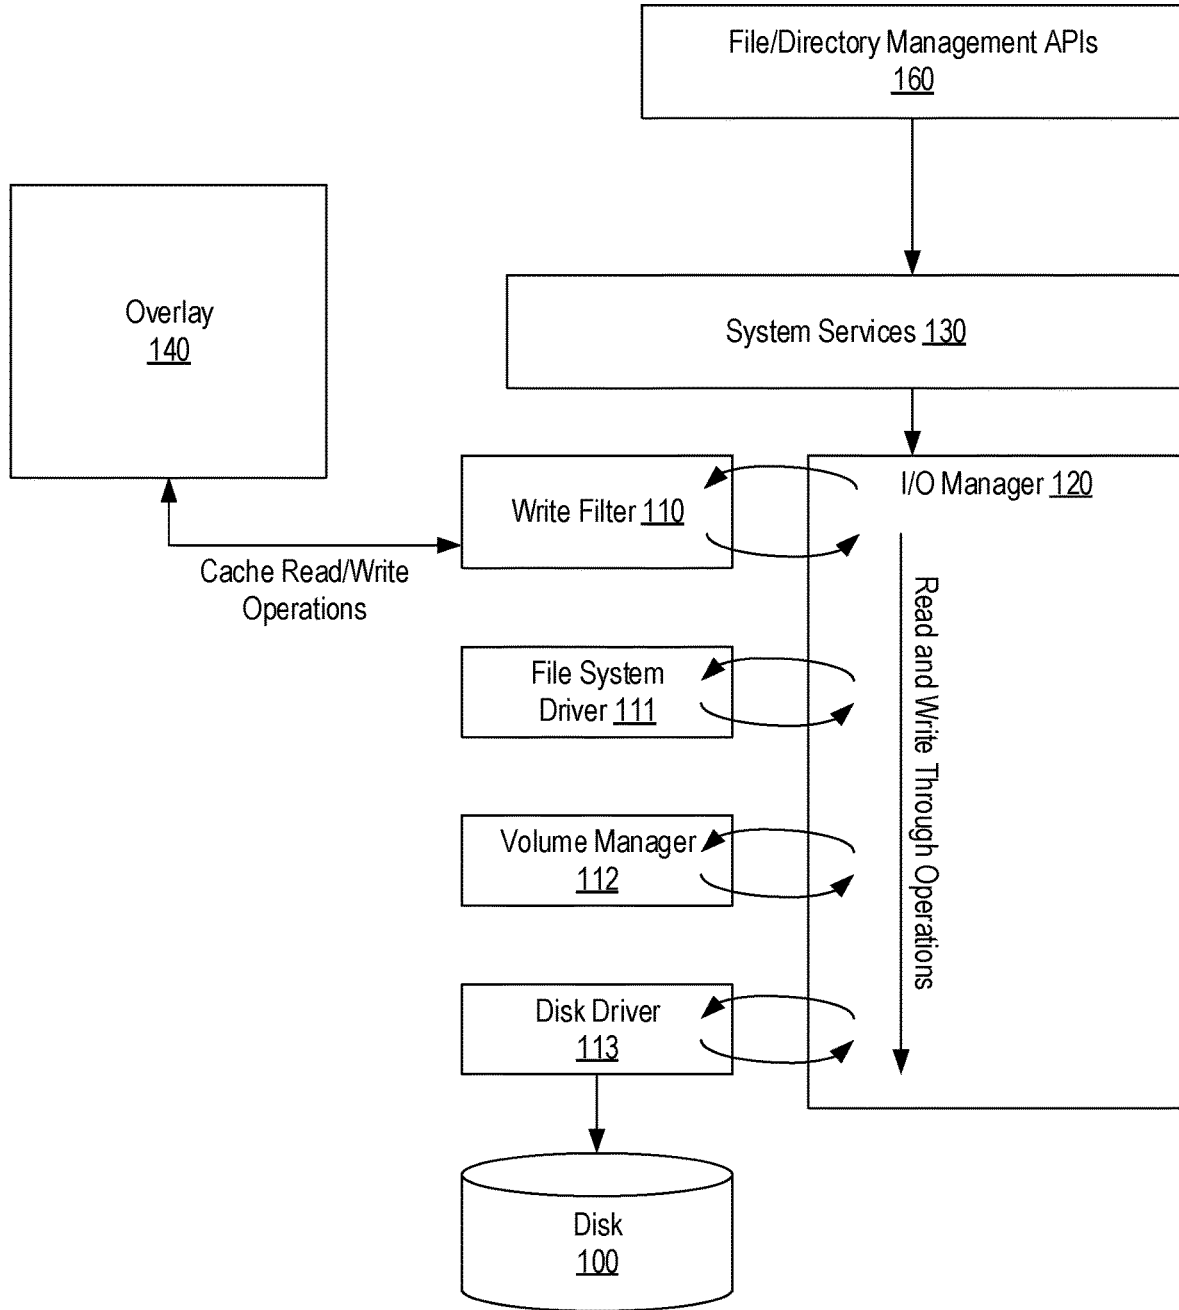 File/Directory Management APIs
160
Overlay
140
System Services 130
Write Filter 110
I/O Manager 120
Cache Read/Write
Operations
Read and Write Through Operations
File System
Driver 111
Volume Manager
112
Disk Driver
113
Disk
100